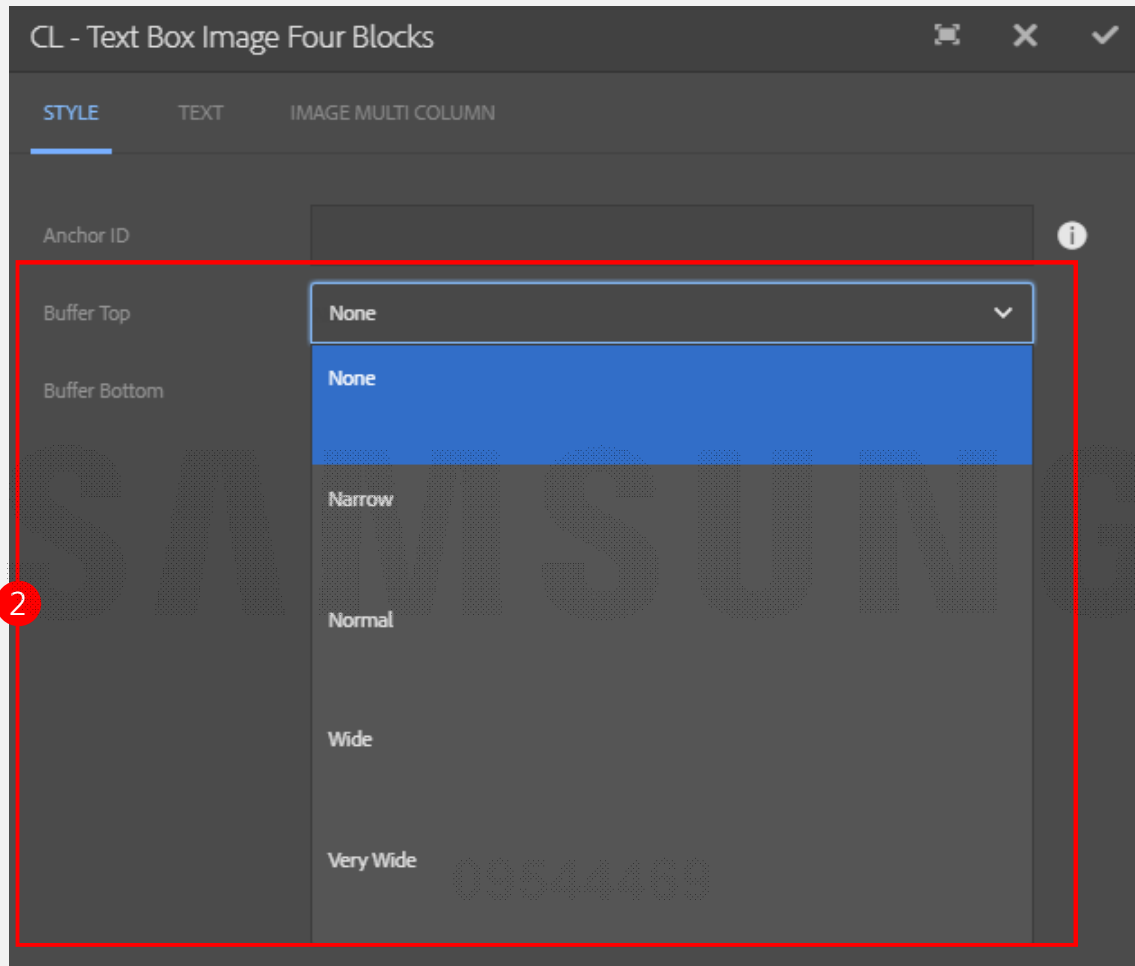 CL - Text Box Image Four Blocks
STYLE TEXT IMAGE MULTI COLUMN
Anchor ID
Buffer Top None
Buffer Bottom None
Narrow
2
Normal
Wide
Very Wide
SAMSUNG
09544469